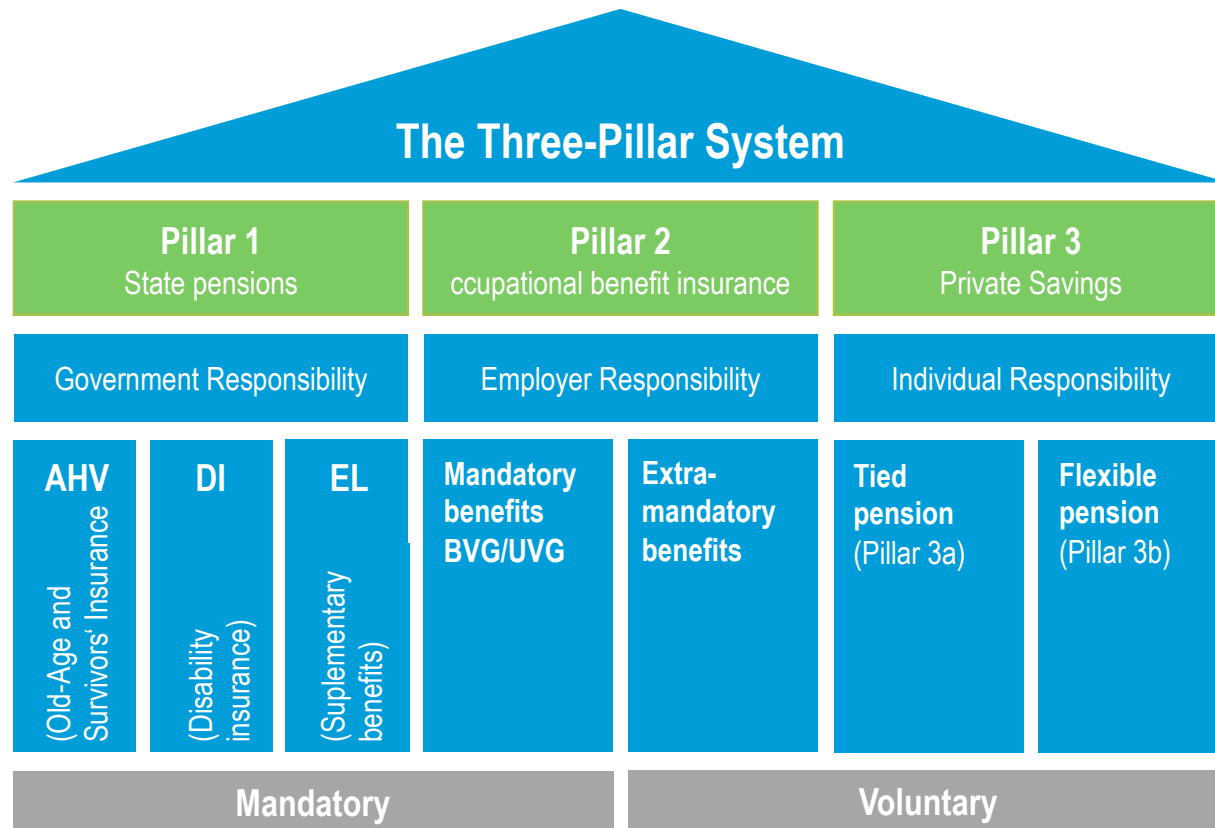 The Three-Pillar System
Pillar 1
State pensions
Pillar 2
ccupational benefit insurance
Pillar 3
Private Savings
Government Responsibility
Employer Responsibility
Individual Responsibility
AHV
(Old-Age and
Survivors‘ Insurance
DI
(Disability
insurance)
EL
(Suplementary
benefits)
Mandatory
benefits
BVG/UVG
Extra-
mandatory
benefits
Tied
pension
(Pillar 3a)
Flexible
pension
(Pillar 3b)
Mandatory
Voluntary